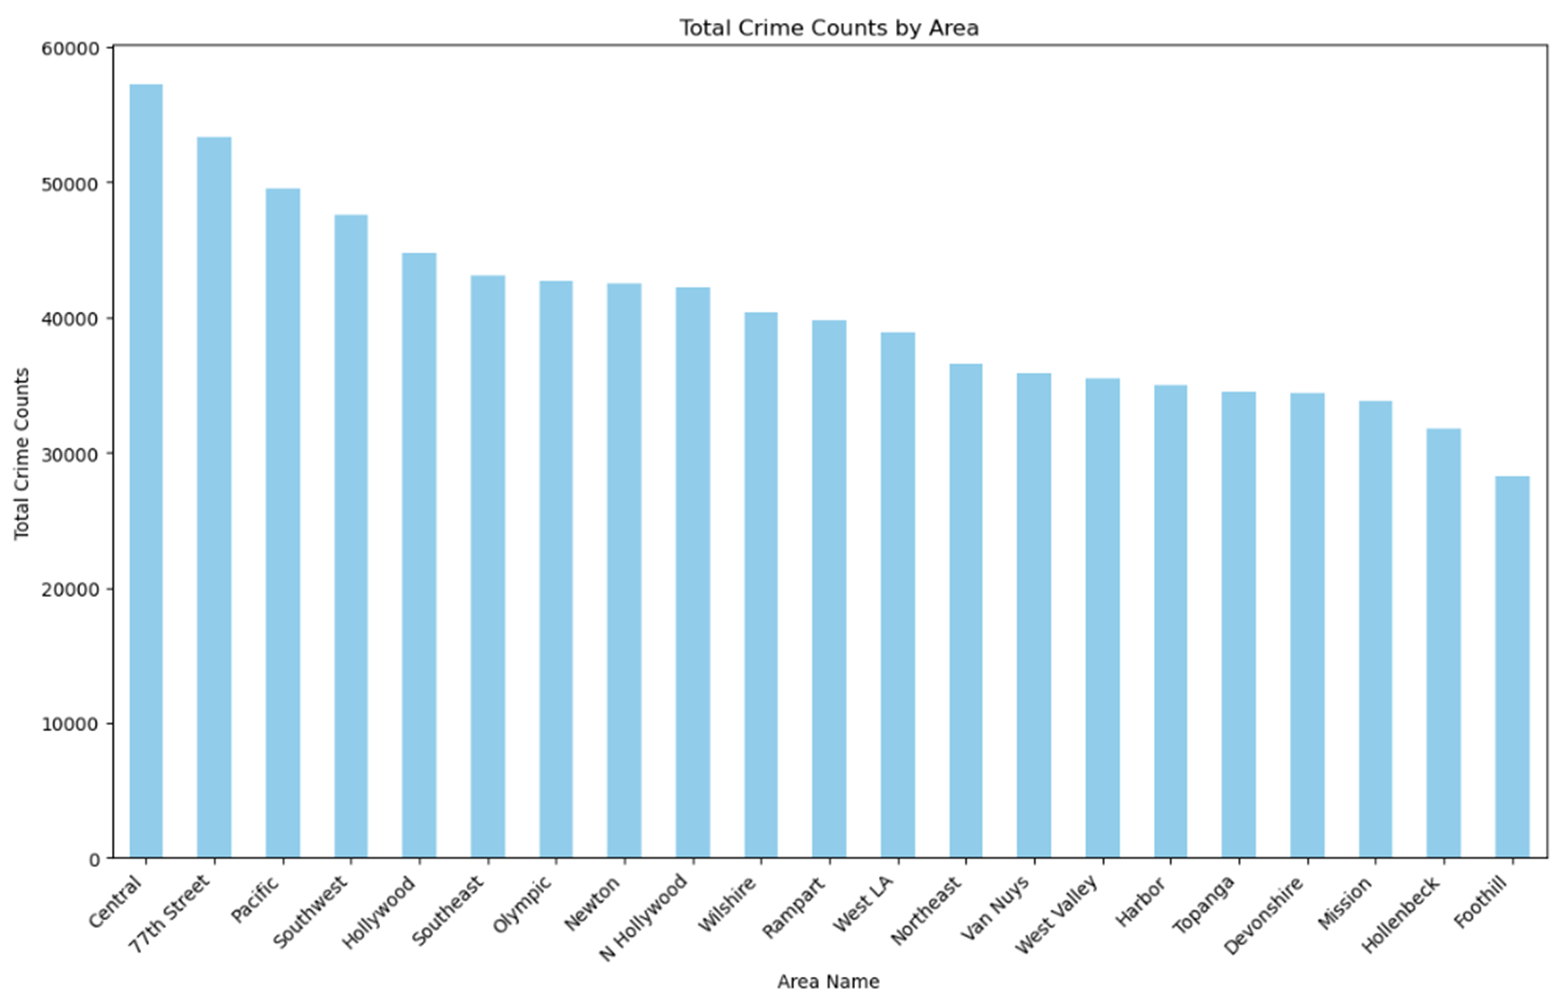 Total Crime Counts by Area
60000
50000
40000
30000
20000
10000
0
Total Crime Counts
Central
77th Street
Pacific
Southwest
Hollywood
Southeast
Olympic
Newton
N Hollywood
Wilshire
Rampart
West LA
Northeast
Van Nuys
West Valley
Harbor
Topanga
Devonshire
Mission
Hollenbeck
Foothill
Area Name